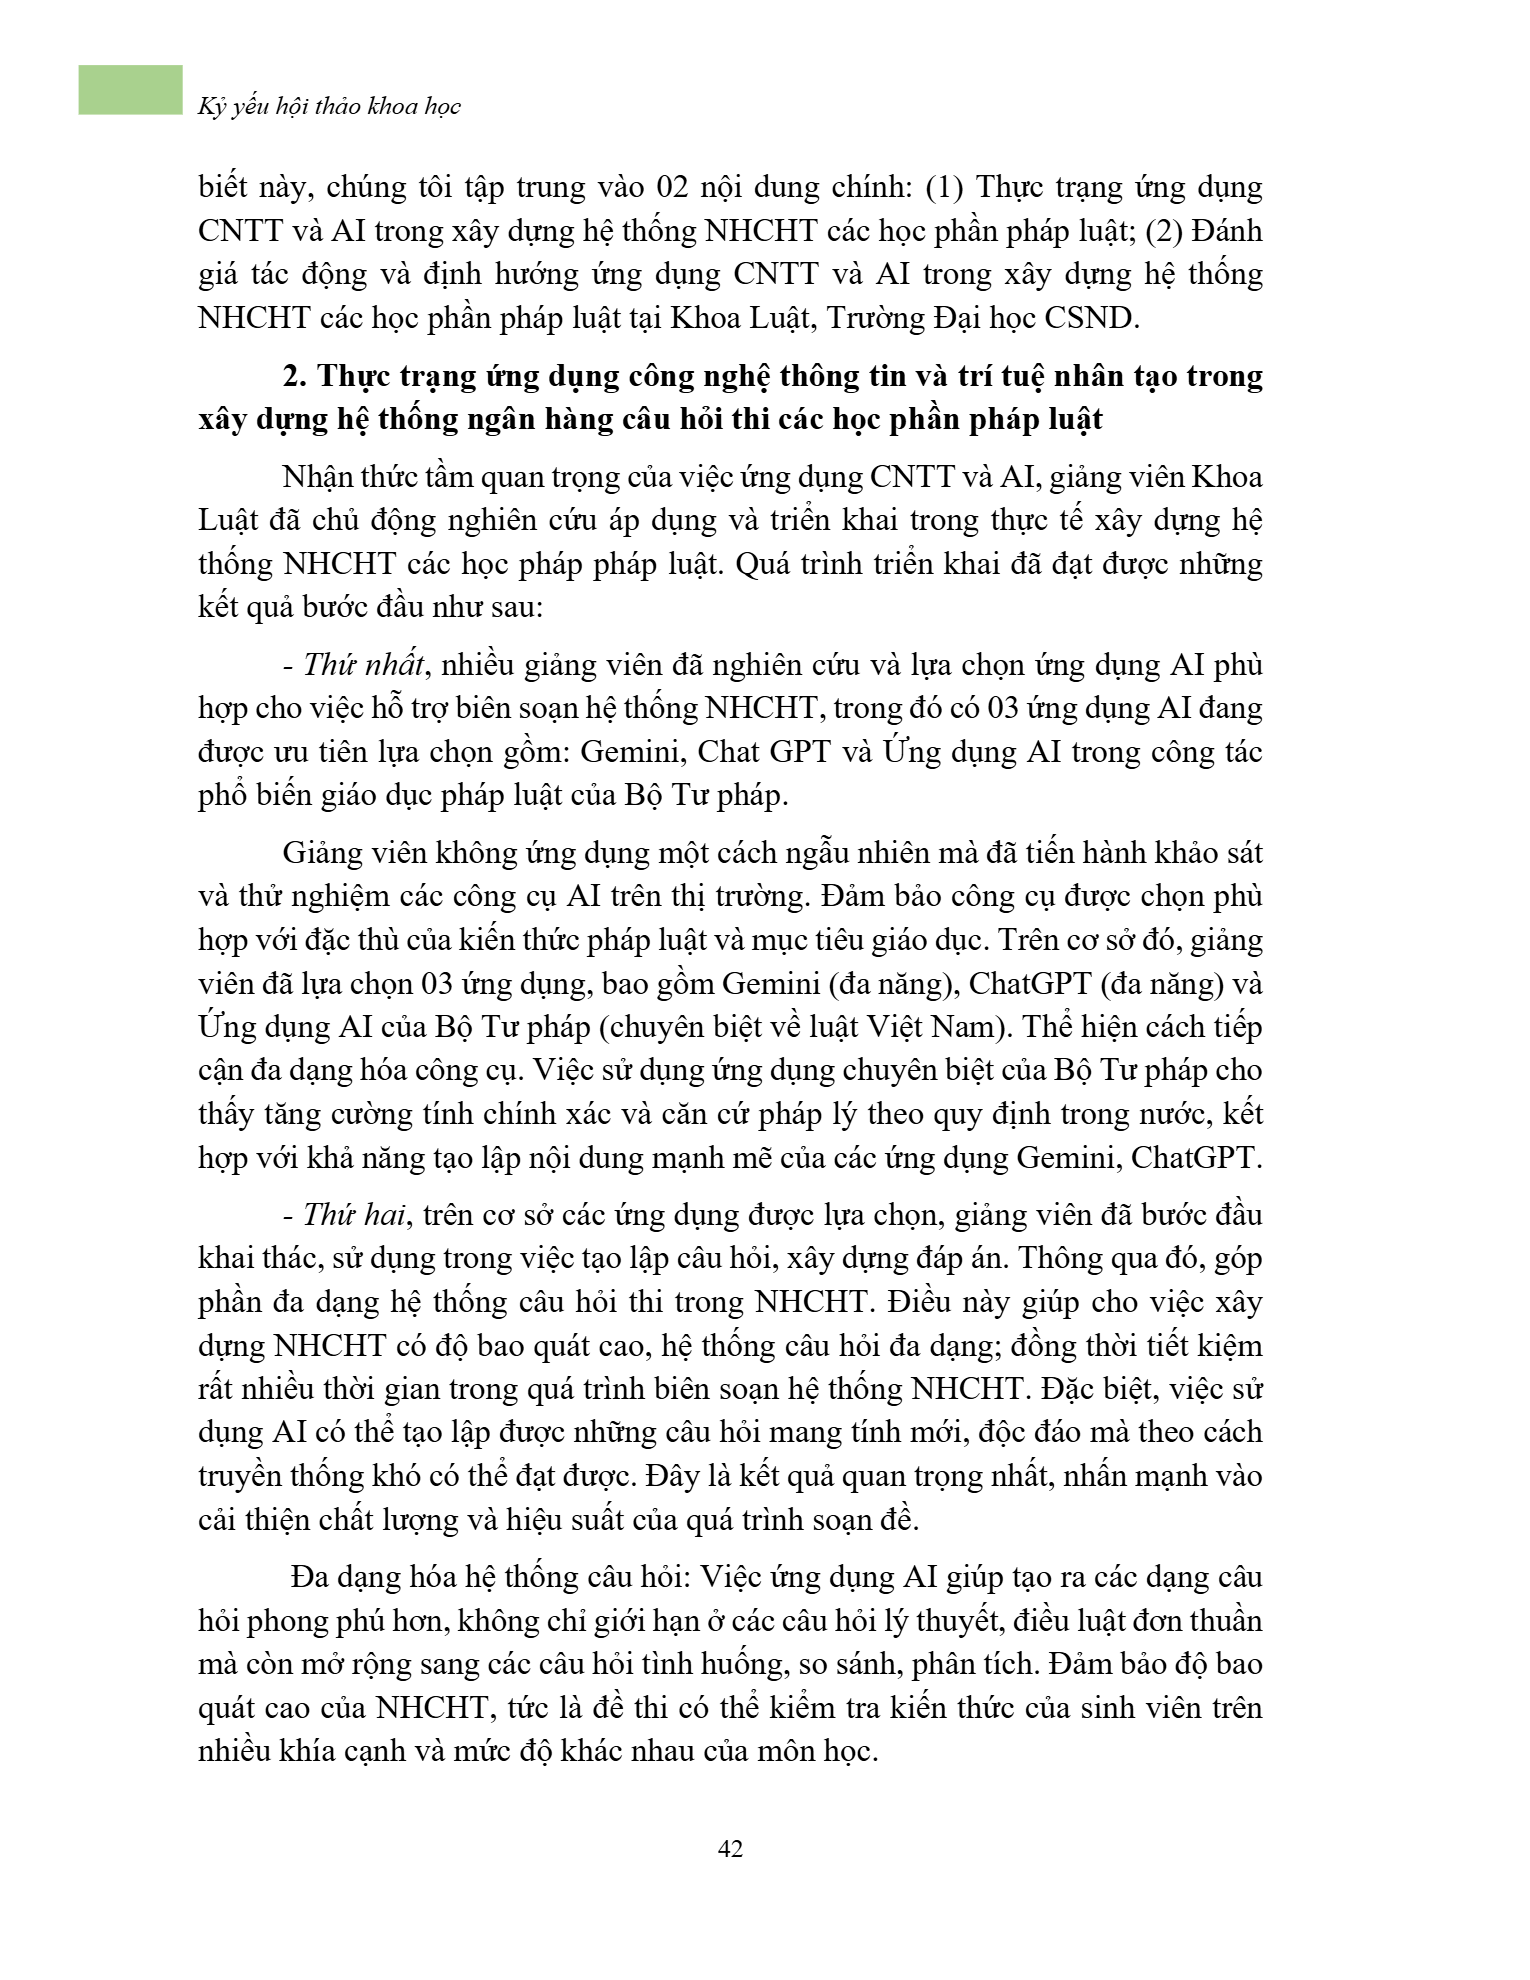 Kỷ yếu hội thảo khoa học
biết này, chúng tôi tập trung vào 02 nội dung chính: (1) Thực trạng ứng dụng
CNTT và AI trong xây dựng hệ thống NHCHT các học phần pháp luật; (2) Đánh
giá tác động và định hướng ứng dụng CNTT và AI trong xây dựng hệ thống
NHCHT các học phần pháp luật tại Khoa Luật, Trường Đại học CSND.
2. Thực trạng ứng dụng công nghệ thông tin và trí tuệ nhân tạo trong
xây dựng hệ thống ngân hàng câu hỏi thi các học phần pháp luật
Nhận thức tầm quan trọng của việc ứng dụng CNTT và AI, giảng viên Khoa
Luật đã chủ động nghiên cứu áp dụng và triển khai trong thực tế xây dựng hệ
thống NHCHT các học pháp pháp luật. Quá trình triển khai đã đạt được những
kết quả bước đầu như sau:
- Thứ nhất, nhiều giảng viên đã nghiên cứu và lựa chọn ứng dụng AI phù
hợp cho việc hỗ trợ biên soạn hệ thống NHCHT, trong đó có 03 ứng dụng AI đang
được ưu tiên lựa chọn gồm: Gemini, Chat GPT và Ứng dụng AI trong công tác
phổ biến giáo dục pháp luật của Bộ Tư pháp.
Giảng viên không ứng dụng một cách ngẫu nhiên mà đã tiến hành khảo sát
và thử nghiệm các công cụ AI trên thị trường. Đảm bảo công cụ được chọn phù
hợp với đặc thù của kiến thức pháp luật và mục tiêu giáo dục. Trên cơ sở đó, giảng
viên đã lựa chọn 03 ứng dụng, bao gồm Gemini (đa năng), ChatGPT (đa năng) và
Ứng dụng AI của Bộ Tư pháp (chuyên biệt về luật Việt Nam). Thể hiện cách tiếp
cận đa dạng hóa công cụ. Việc sử dụng ứng dụng chuyên biệt của Bộ Tư pháp cho
thấy tăng cường tính chính xác và căn cứ pháp lý theo quy định trong nước, kết
hợp với khả năng tạo lập nội dung mạnh mẽ của các ứng dụng Gemini, ChatGPT.
- Thứ hai, trên cơ sở các ứng dụng được lựa chọn, giảng viên đã bước đầu
khai thác, sử dụng trong việc tạo lập câu hỏi, xây dựng đáp án. Thông qua đó, góp
phần đa dạng hệ thống câu hỏi thi trong NHCHT. Điều này giúp cho việc xây
dựng NHCHT có độ bao quát cao, hệ thống câu hỏi đa dạng; đồng thời tiết kiệm
rất nhiều thời gian trong quá trình biên soạn hệ thống NHCHT. Đặc biệt, việc sử
dụng AI có thể tạo lập được những câu hỏi mang tính mới, độc đáo mà theo cách
truyền thống khó có thể đạt được. Đây là kết quả quan trọng nhất, nhấn mạnh vào
cải thiện chất lượng và hiệu suất của quá trình soạn đề.
Đa dạng hóa hệ thống câu hỏi: Việc ứng dụng AI giúp tạo ra các dạng câu
hỏi phong phú hơn, không chỉ giới hạn ở các câu hỏi lý thuyết, điều luật đơn thuần
mà còn mở rộng sang các câu hỏi tình huống, so sánh, phân tích. Đảm bảo độ bao
quát cao của NHCHT, tức là đề thi có thể kiểm tra kiến thức của sinh viên trên
nhiều khía cạnh và mức độ khác nhau của môn học.
42